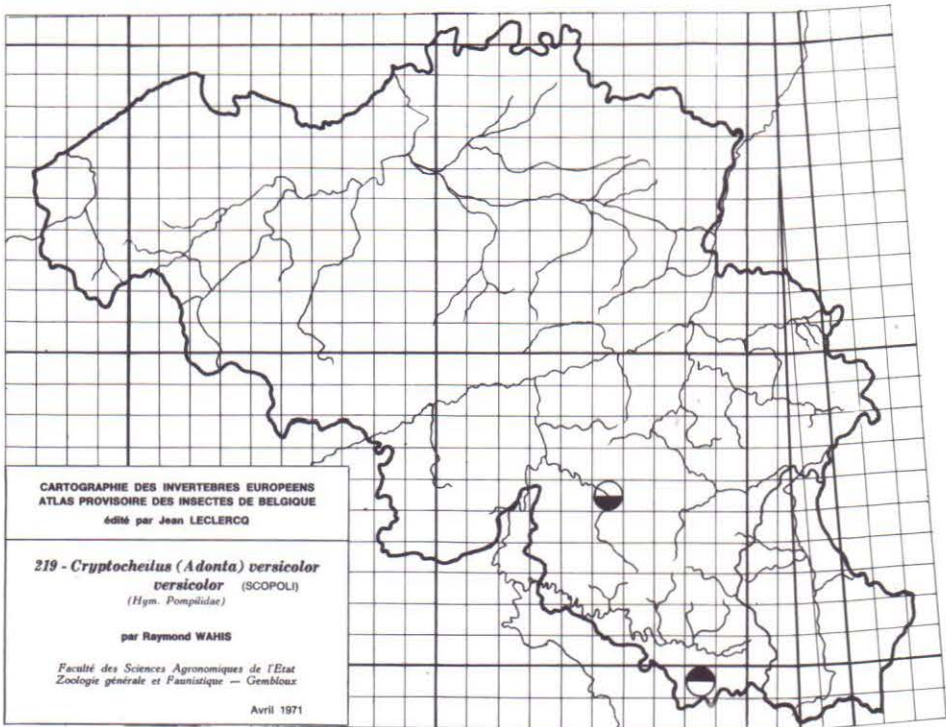 CARTOGRAPHIE DES INVERTEBRES EUROPEENS
ATLAS PROVISOIRE DES INSECTES DE BELGIQUE
édité par Jean LECLERCQ
219 - Cryptocheilus (Adonta) versicolor
versicolor (SCOPOLI)
(Hym. Pompilidae)
par Raymond WAHIS
Faculté des Sciences Agronomiques de l'Etat
Zoologie générale et Faunistique — Gembloux
Avril 1971